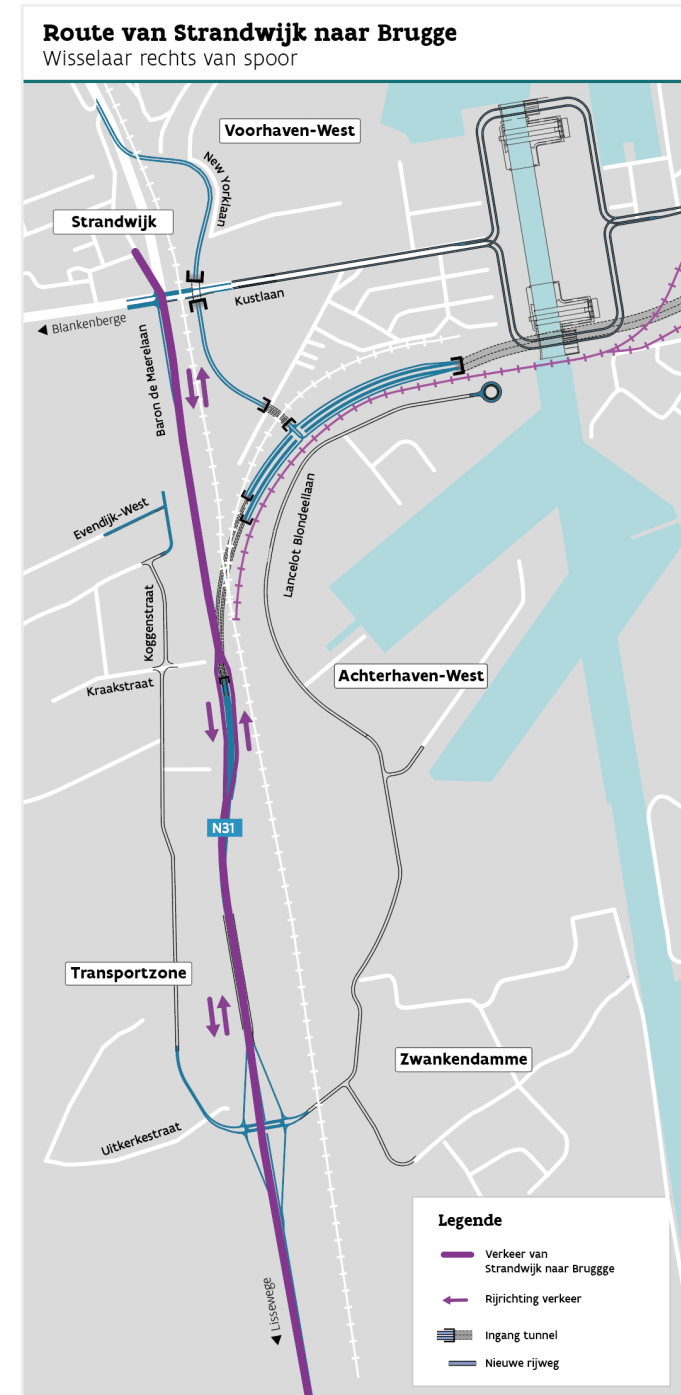 Route van Strandwijk naar Brugge
Wisselaar rechts van spoor
Voorhaven-West
New Yorklaan
Strandwijk
Kustlaan
Blankenberge
Baron de Maerelaan
Evendijk-West
Lancelot Blondeellaan
Koggenstraat
Kraakstraat
Achterhaven-West
N31
Transportzone
Zwankendamme
Uitkerkestraat
Lissewege
Legende
Verkeer van
Strandwijk naar Bruggge
Rijrichting verkeer
Ingang tunnel
Nieuwe rijweg